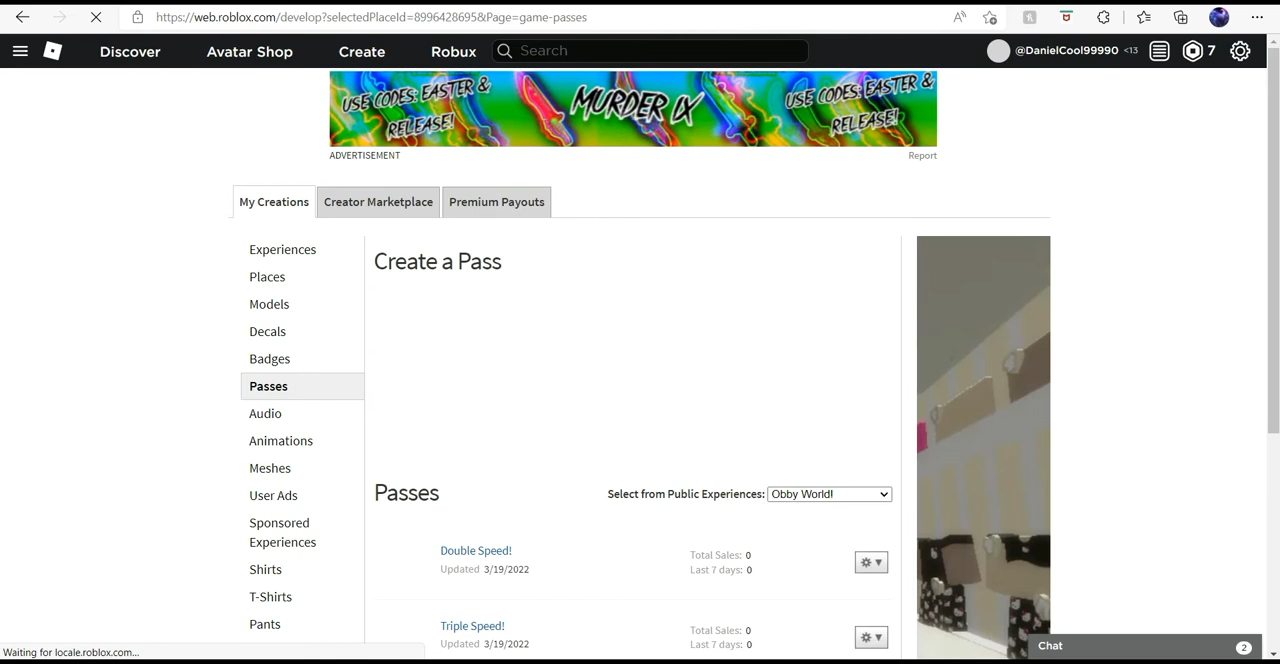 https://web.roblox.com/develop?selectedPlaceId=8996428695&Page=game-passes
Discover Avatar Shop Create Robux Search @DanielCool99990 <13 7
USE CODES: EASTER & RELEASE!
MURDER IX
USE CODES: EASTER & RELEASE!
ADVERTISEMENT Report
My Creations Creator Marketplace Premium Payouts
Experiences
Places
Models
Decals
Badges
Passes
Audio
Animations
Meshes
User Ads
Sponsored
Experiences
Shirts
T-Shirts
Pants
Create a Pass
Passes Select from Public Experiences: Obby World!
Double Speed! Total Sales: 0
Updated 3/19/2022 Last 7 days: 0
Triple Speed! Total Sales: 0
Updated 3/19/2022 Last 7 days: 0
Chat 2
Waiting for locale.roblox.com...